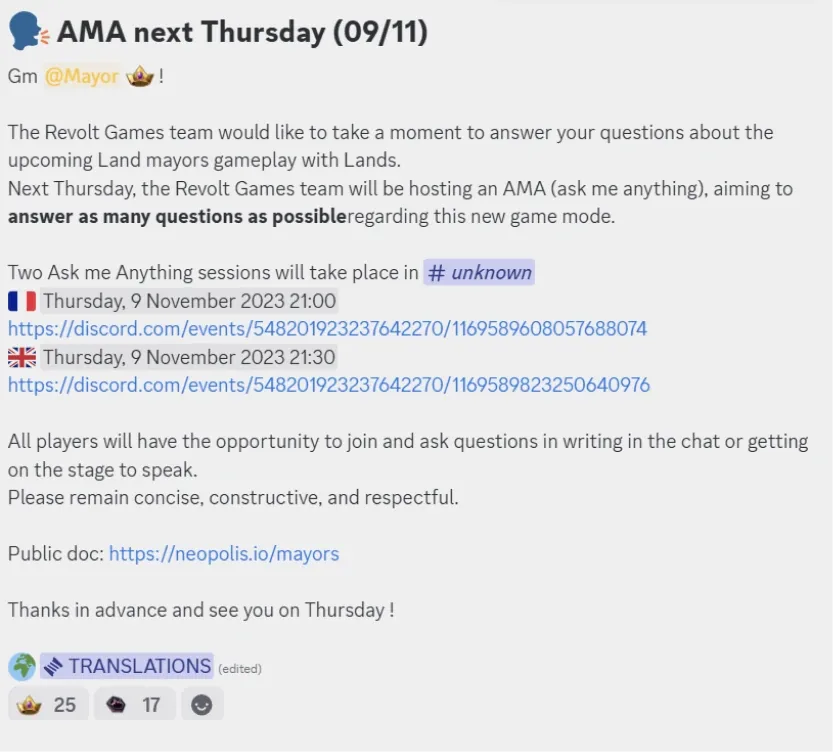 AMA next Thursday (09/11)
Gm @Mayor !
The Revolt Games team would like to take a moment to answer your questions about the
upcoming Land mayors gameplay with Lands.
Next Thursday, the Revolt Games team will be hosting an AMA (ask me anything), aiming to
answer as many questions as possibleregarding this new game mode.
Two Ask me Anything sessions will take place in # unknown
Thursday, 9 November 2023 21:00
https://discord.com/events/548201923237642270/1169589608057688074
Thursday, 9 November 2023 21:30
https://discord.com/events/548201923237642270/1169589823250640976
All players will have the opportunity to join and ask questions in writing in the chat or getting
on the stage to speak.
Please remain concise, constructive, and respectful.
Public doc: https://neopolis.io/mayors
Thanks in advance and see you on Thursday !
TRANSLATIONS (edited)
25 17